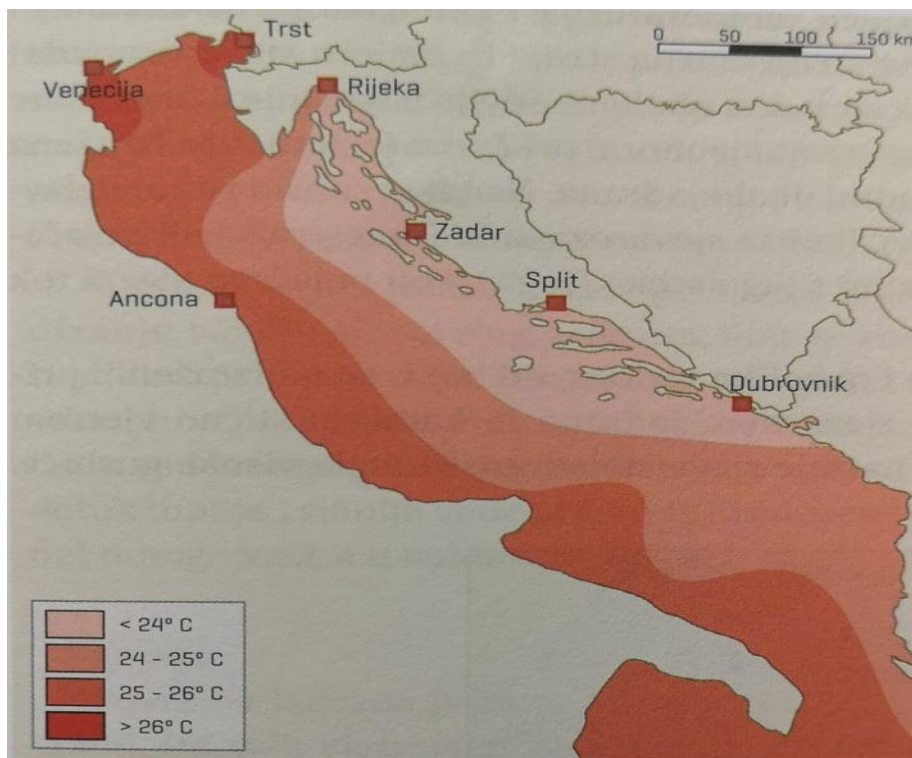 Trst
0 50 100 150 km
Venecija
Rijeka
Zadar
Split
Ancona
Dubrovnik
< 24° C
24 - 25° C
25 - 26° C
> 26° C